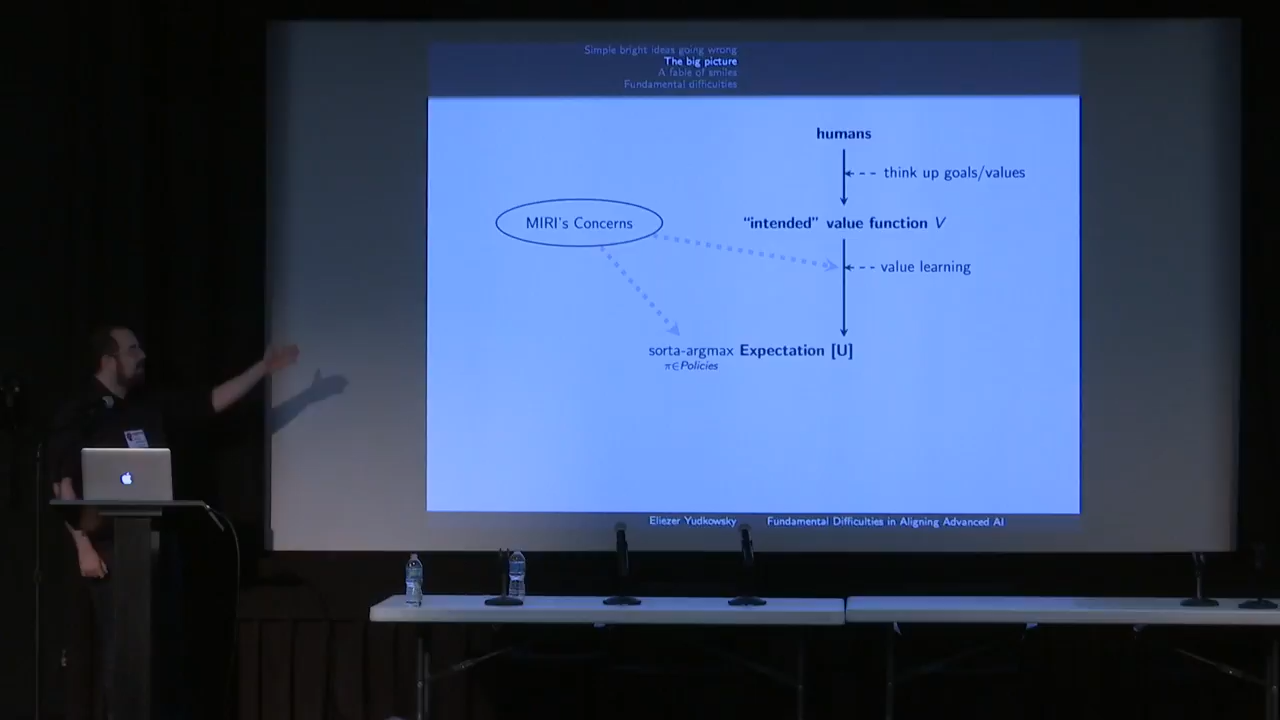 Simple bright ideas going wrong
The big picture
A fable of smiles
Fundamental difficulties
humans
think up goals/values
MIRI's Concerns
“intended” value function V
value learning
sorta-argmax Expectation [U]
π∈Policies
Eliezer Yudkowsky Fundamental Difficulties in Aligning Advanced AI